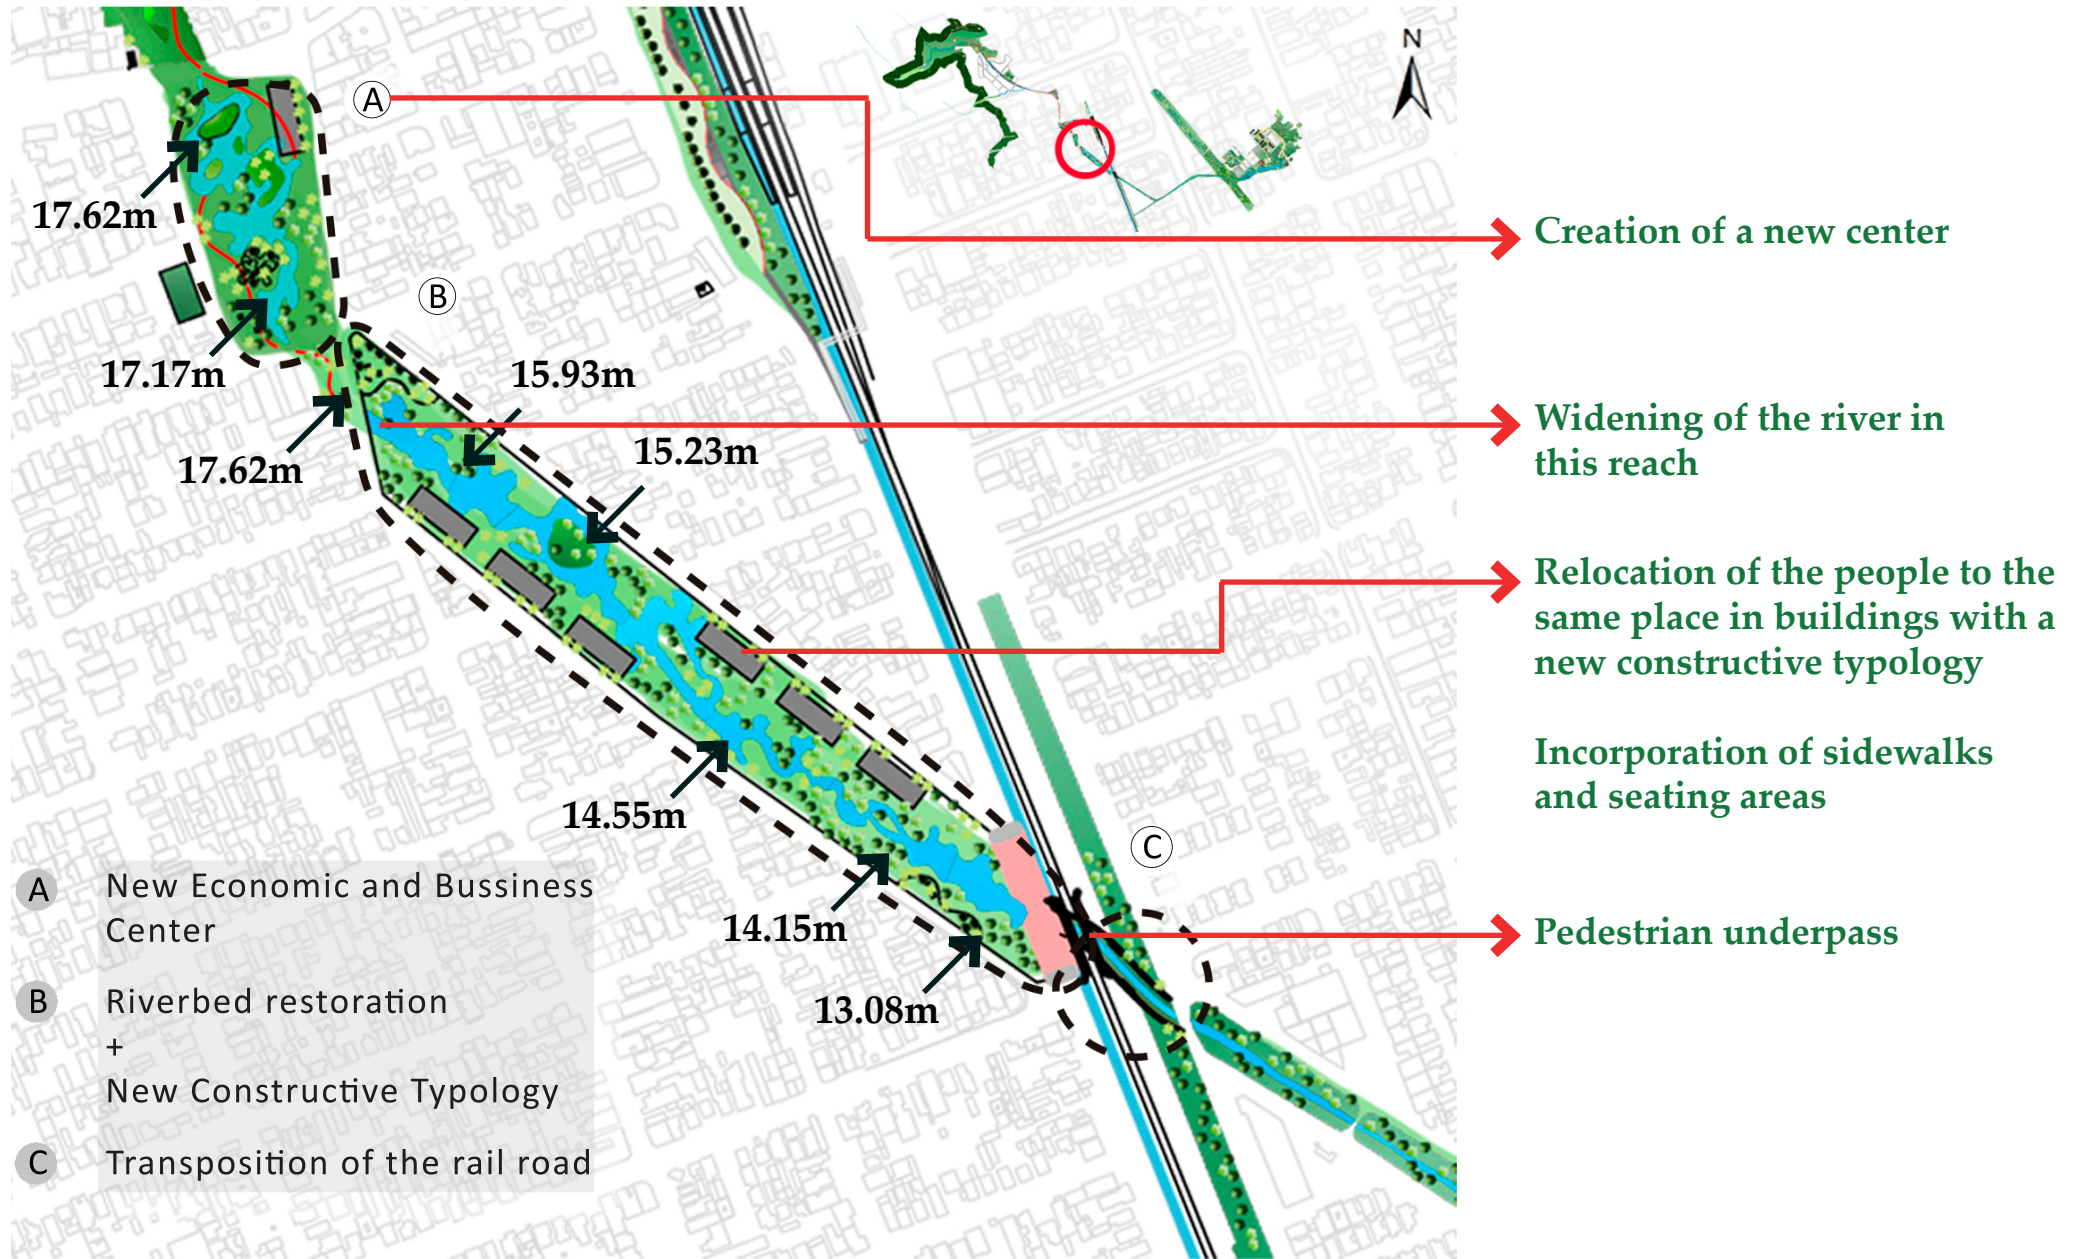 N
A
Creation of a new center
17.62m
B
17.17m
15.93m
Widening of the river in
this reach
15.23m
17.62m
Relocation of the people to the
same place in buildings with a
new constructive typology
Incorporation of sidewalks
and seating areas
14.55m
C
14.15m
Pedestrian underpass
13.08m
A New Economic and Bussiness
Center
B Riverbed restoration
+
New Constructive Typology
C Transposition of the rail road